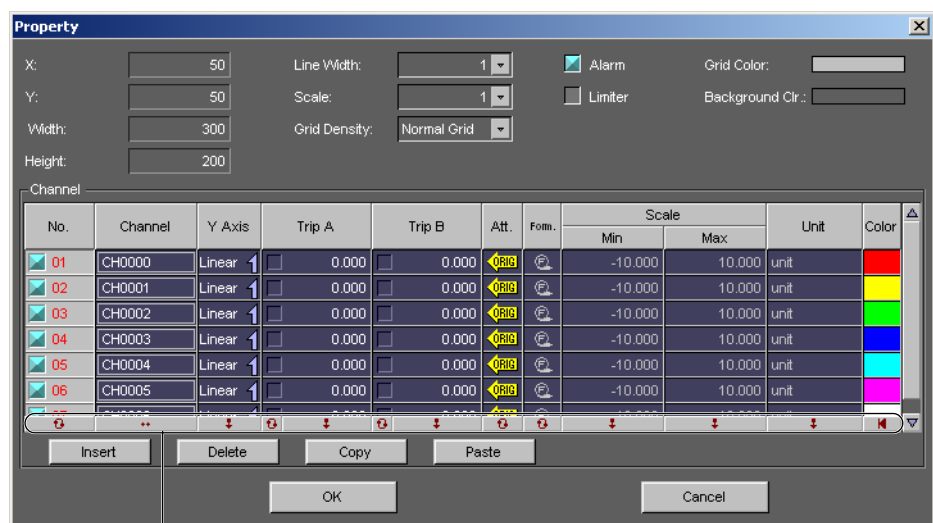 Property
X: 50 Line Width: 1 Alarm Grid Color:
Y: 50 Scale: 1 Limiter Background Clr.:
Width: 300 Grid Density: Normal Grid
Height: 200
Channel
No. Channel Y Axis Trip A Trip B Att. Form. Scale Unit Color
Min Max
01 CH0000 Linear 0.000 0.000 ORIG F -10.000 10.000 unit
02 CH0001 Linear 0.000 0.000 ORIG F -10.000 10.000 unit
03 CH0002 Linear 0.000 0.000 ORIG F -10.000 10.000 unit
04 CH0003 Linear 0.000 0.000 ORIG F -10.000 10.000 unit
05 CH0004 Linear 0.000 0.000 ORIG F -10.000 10.000 unit
06 CH0005 Linear 0.000 0.000 ORIG F -10.000 10.000 unit
Insert Delete Copy Paste
OK Cancel